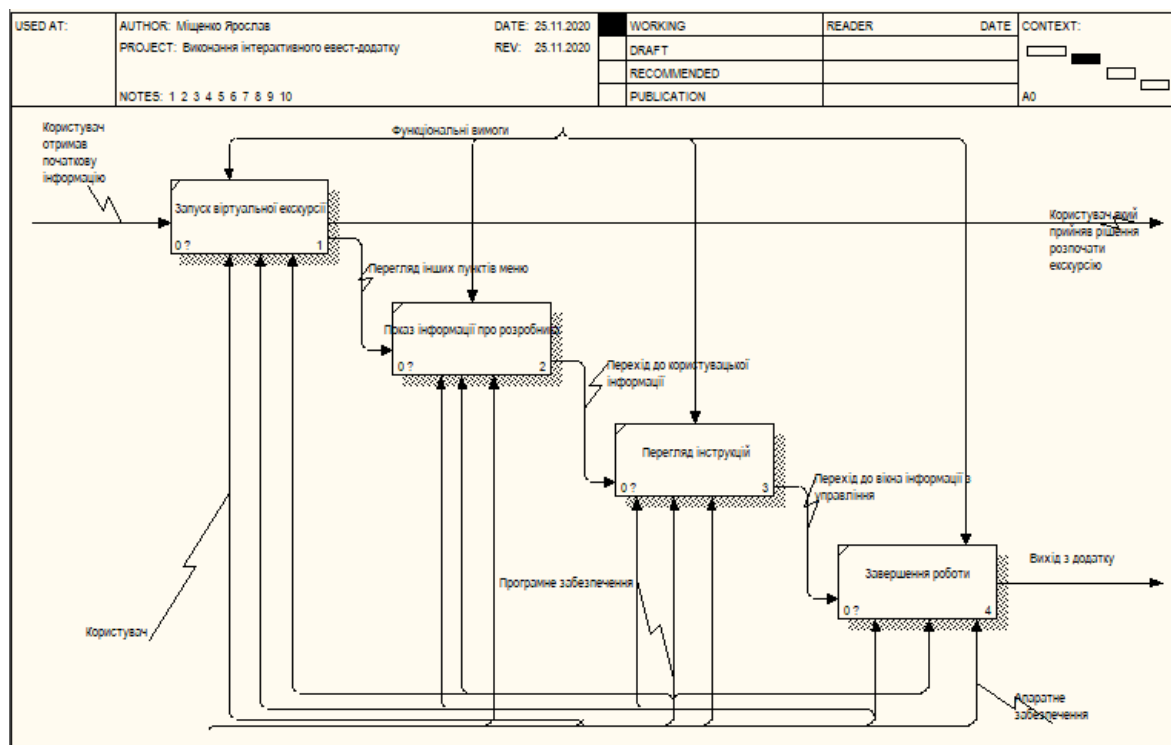 USED AT:
AUTHOR: Міщенко Ярослав
DATE: 25.11.2020
PROJECT: Виконання інтерактивного евест-додатку
REV: 25.11.2020
NOTES: 1 2 3 4 5 6 7 8 9 10
WORKING
DRAFT
RECOMMENDED
PUBLICATION
READER
DATE
CONTEXT:
A0
Користувач
отримав
початкову
інформацію
Функціональні вимоги
Запуск віртуальної екскурсії
0 ?
1
Користувач який
прийняв рішення
розпочати
екскурсію
Перегляд інших пунктів меню
Показ інформації про розробника
0 ?
2
Перехід до користувацької
інформації
Перегляд інструкцій
0 ?
3
Перехід до вікна інформації з
управління
Завершення роботи
0 ?
4
Вихід з додатку
Програмне забезпечення
Користувач
Апаратне
забезпечення